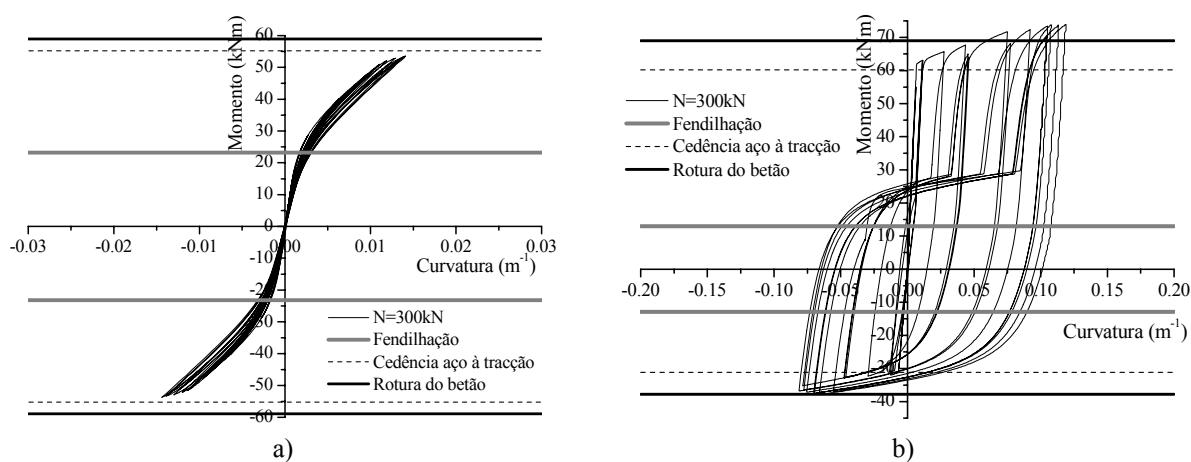 60
50
40
30
20
10
0
-10
-20
-30
-40
-50
-60
-0.03
-0.02
-0.01
0.00
0.01
0.02
0.03
Momento (kNm)
Curvatura (m-1)
N=300kN
Fendilhação
Cedência aço à tracção
Rotura do betão
a)
70
60
50
40
30
20
10
0
-10
-20
-30
-40
-0.20
-0.15
-0.10
-0.05
0.00
0.05
0.10
0.15
0.20
Momento (kNm)
Curvatura (m-1)
N=300kN
Fendilhação
Cedência aço à tracção
Rotura do betão
b)